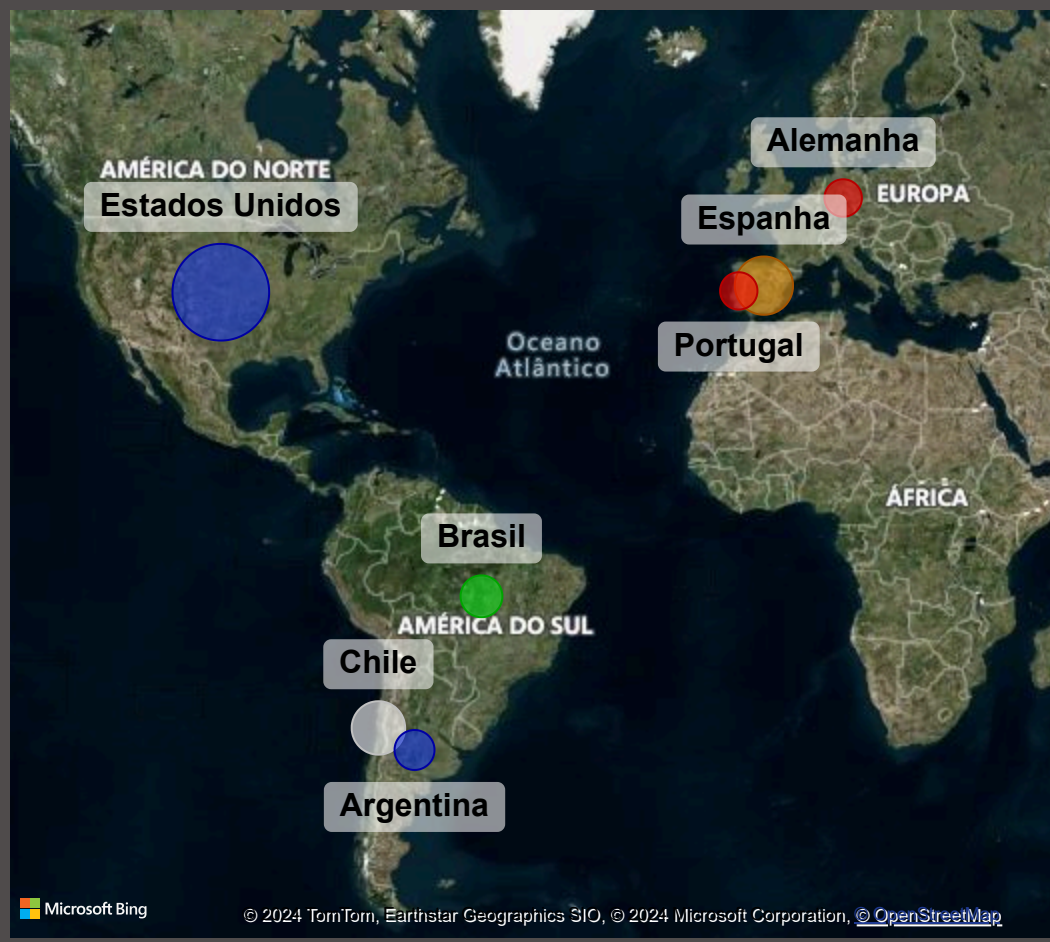 Alemanha
AMÉRICA DO NORTE
EUROPA
Estados Unidos
Espanha
Oceano
Atlântico
Portugal
ÁFRICA
Brasil
AMÉRICA DO SUL
Chile
Argentina
Microsoft Bing
© 2024 TomTom, Earthstar Geographics SIO, © 2024 Microsoft Corporation, © OpenStreetMap